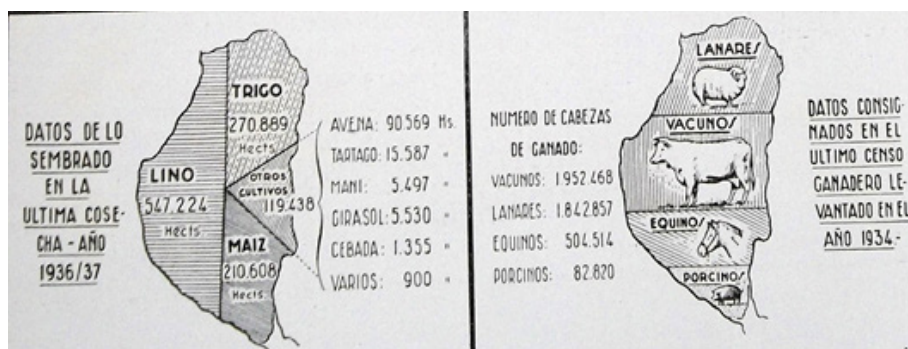 DATOS DE LO
SEMBRADO
EN LA
ULTIMA COSE-
CHA - AÑO
1936/37
LINO
547.224
Hects
TRIGO
270.889
Hects
OTROS
CULTIVOS
119.438
MAIZ
210.608
Hects
AVENA: 90569 Hs.
TARTAGO: 15.587 "
MANI: 5.497 "
GIRASOL: 5.530 "
CEBADA: 1.355 "
VARIOS: 900 "
NUMERO DE CABEZAS
DE GANADO:
VACUNOS: 1.952.468
LANARES: 1.842.857
EQUINOS: 504.514
PORCINOS: 82.820
LANARES
VACUNOS
EQUINOS
PORCINOS
DATOS CONSIG-
NADOS EN EL
ULTIMO CENSO
GANADERO LE-
VANTADO EN EL
AÑO 1934.-